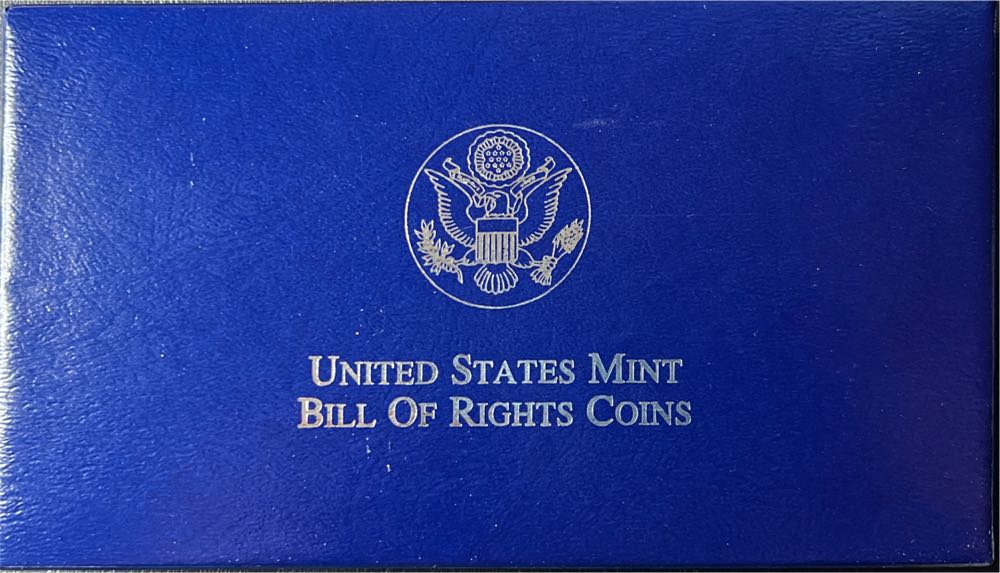 UNITED STATES MINT
BILL OF RIGHTS COINS